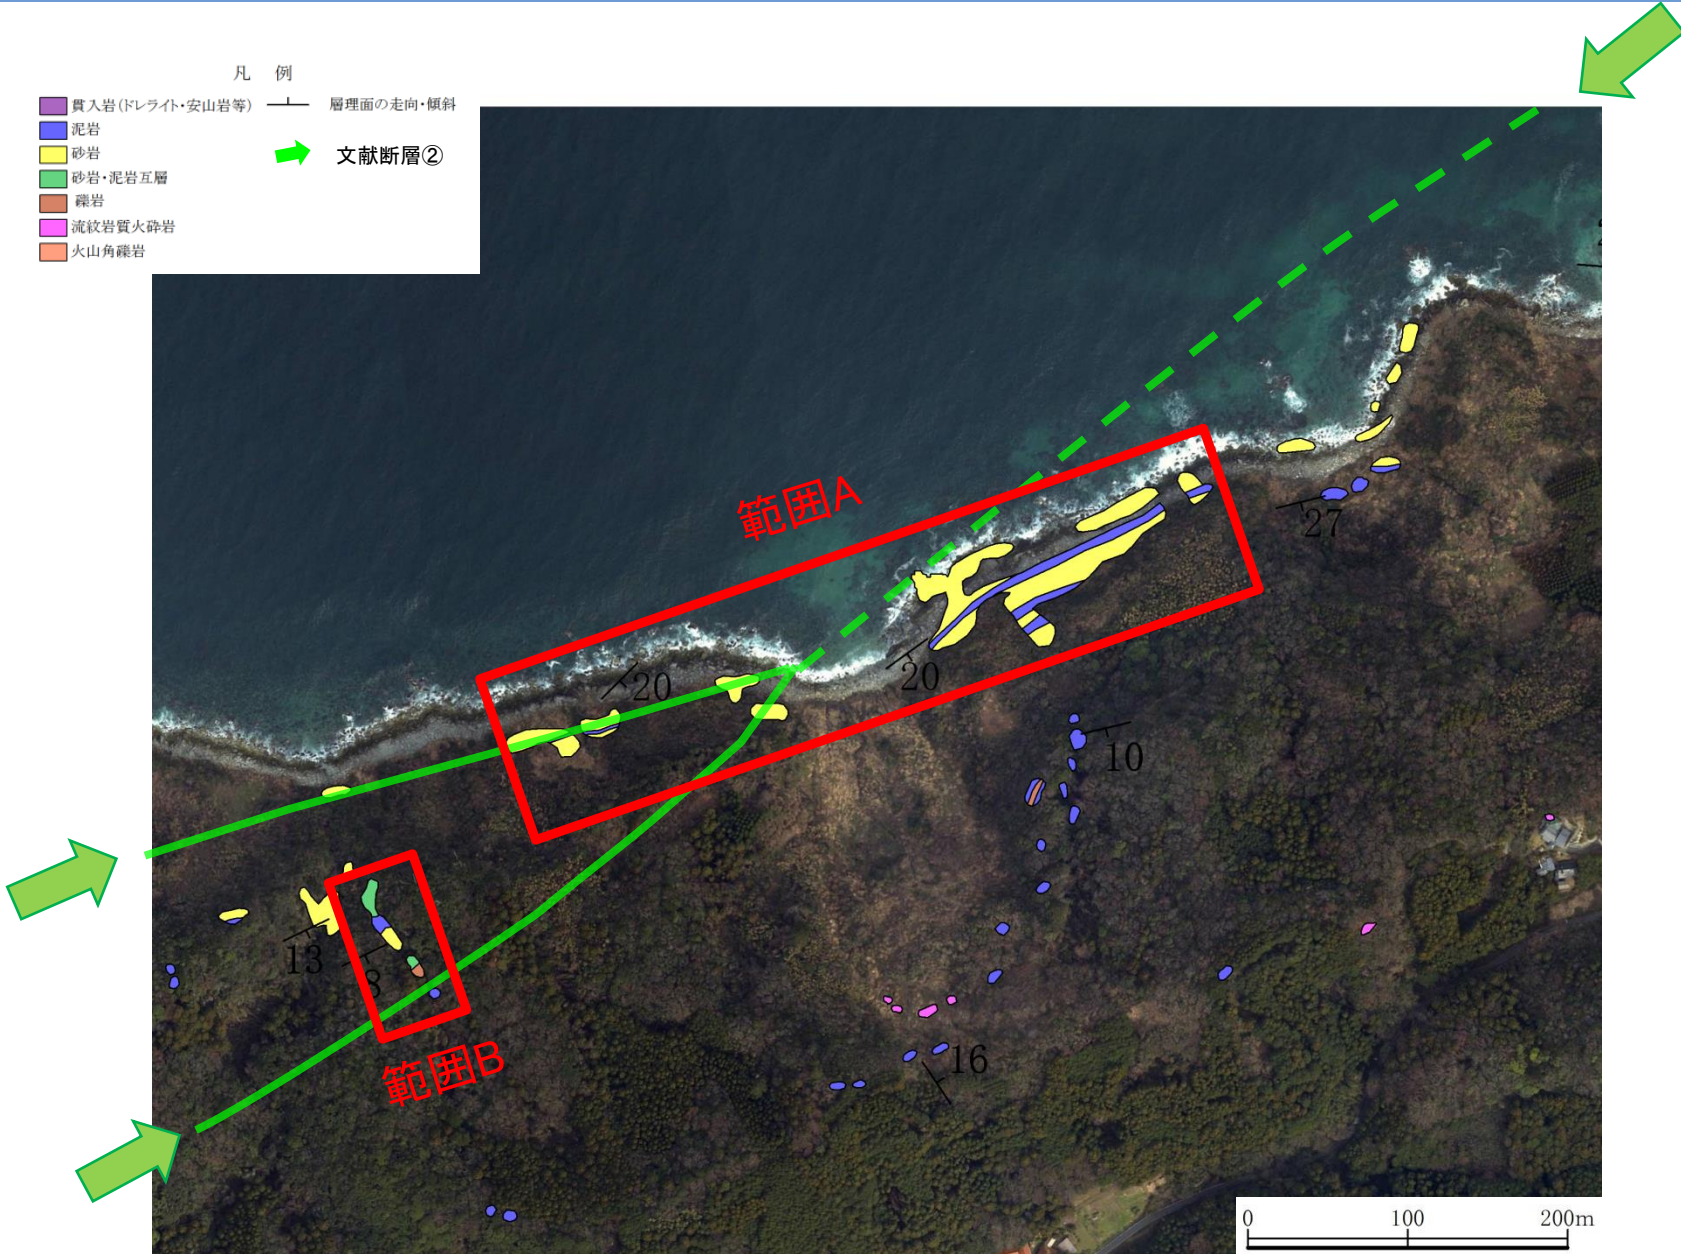 凡 例
貫入岩(ドレライト・安山岩等)
層理面の走向・傾斜
泥岩
砂岩
文献断層②
砂岩・泥岩互層
礫岩
流紋岩質火砕岩
火山角礫岩
範囲A
27
20
20
10
13
8
範囲B
16
0 100 200m